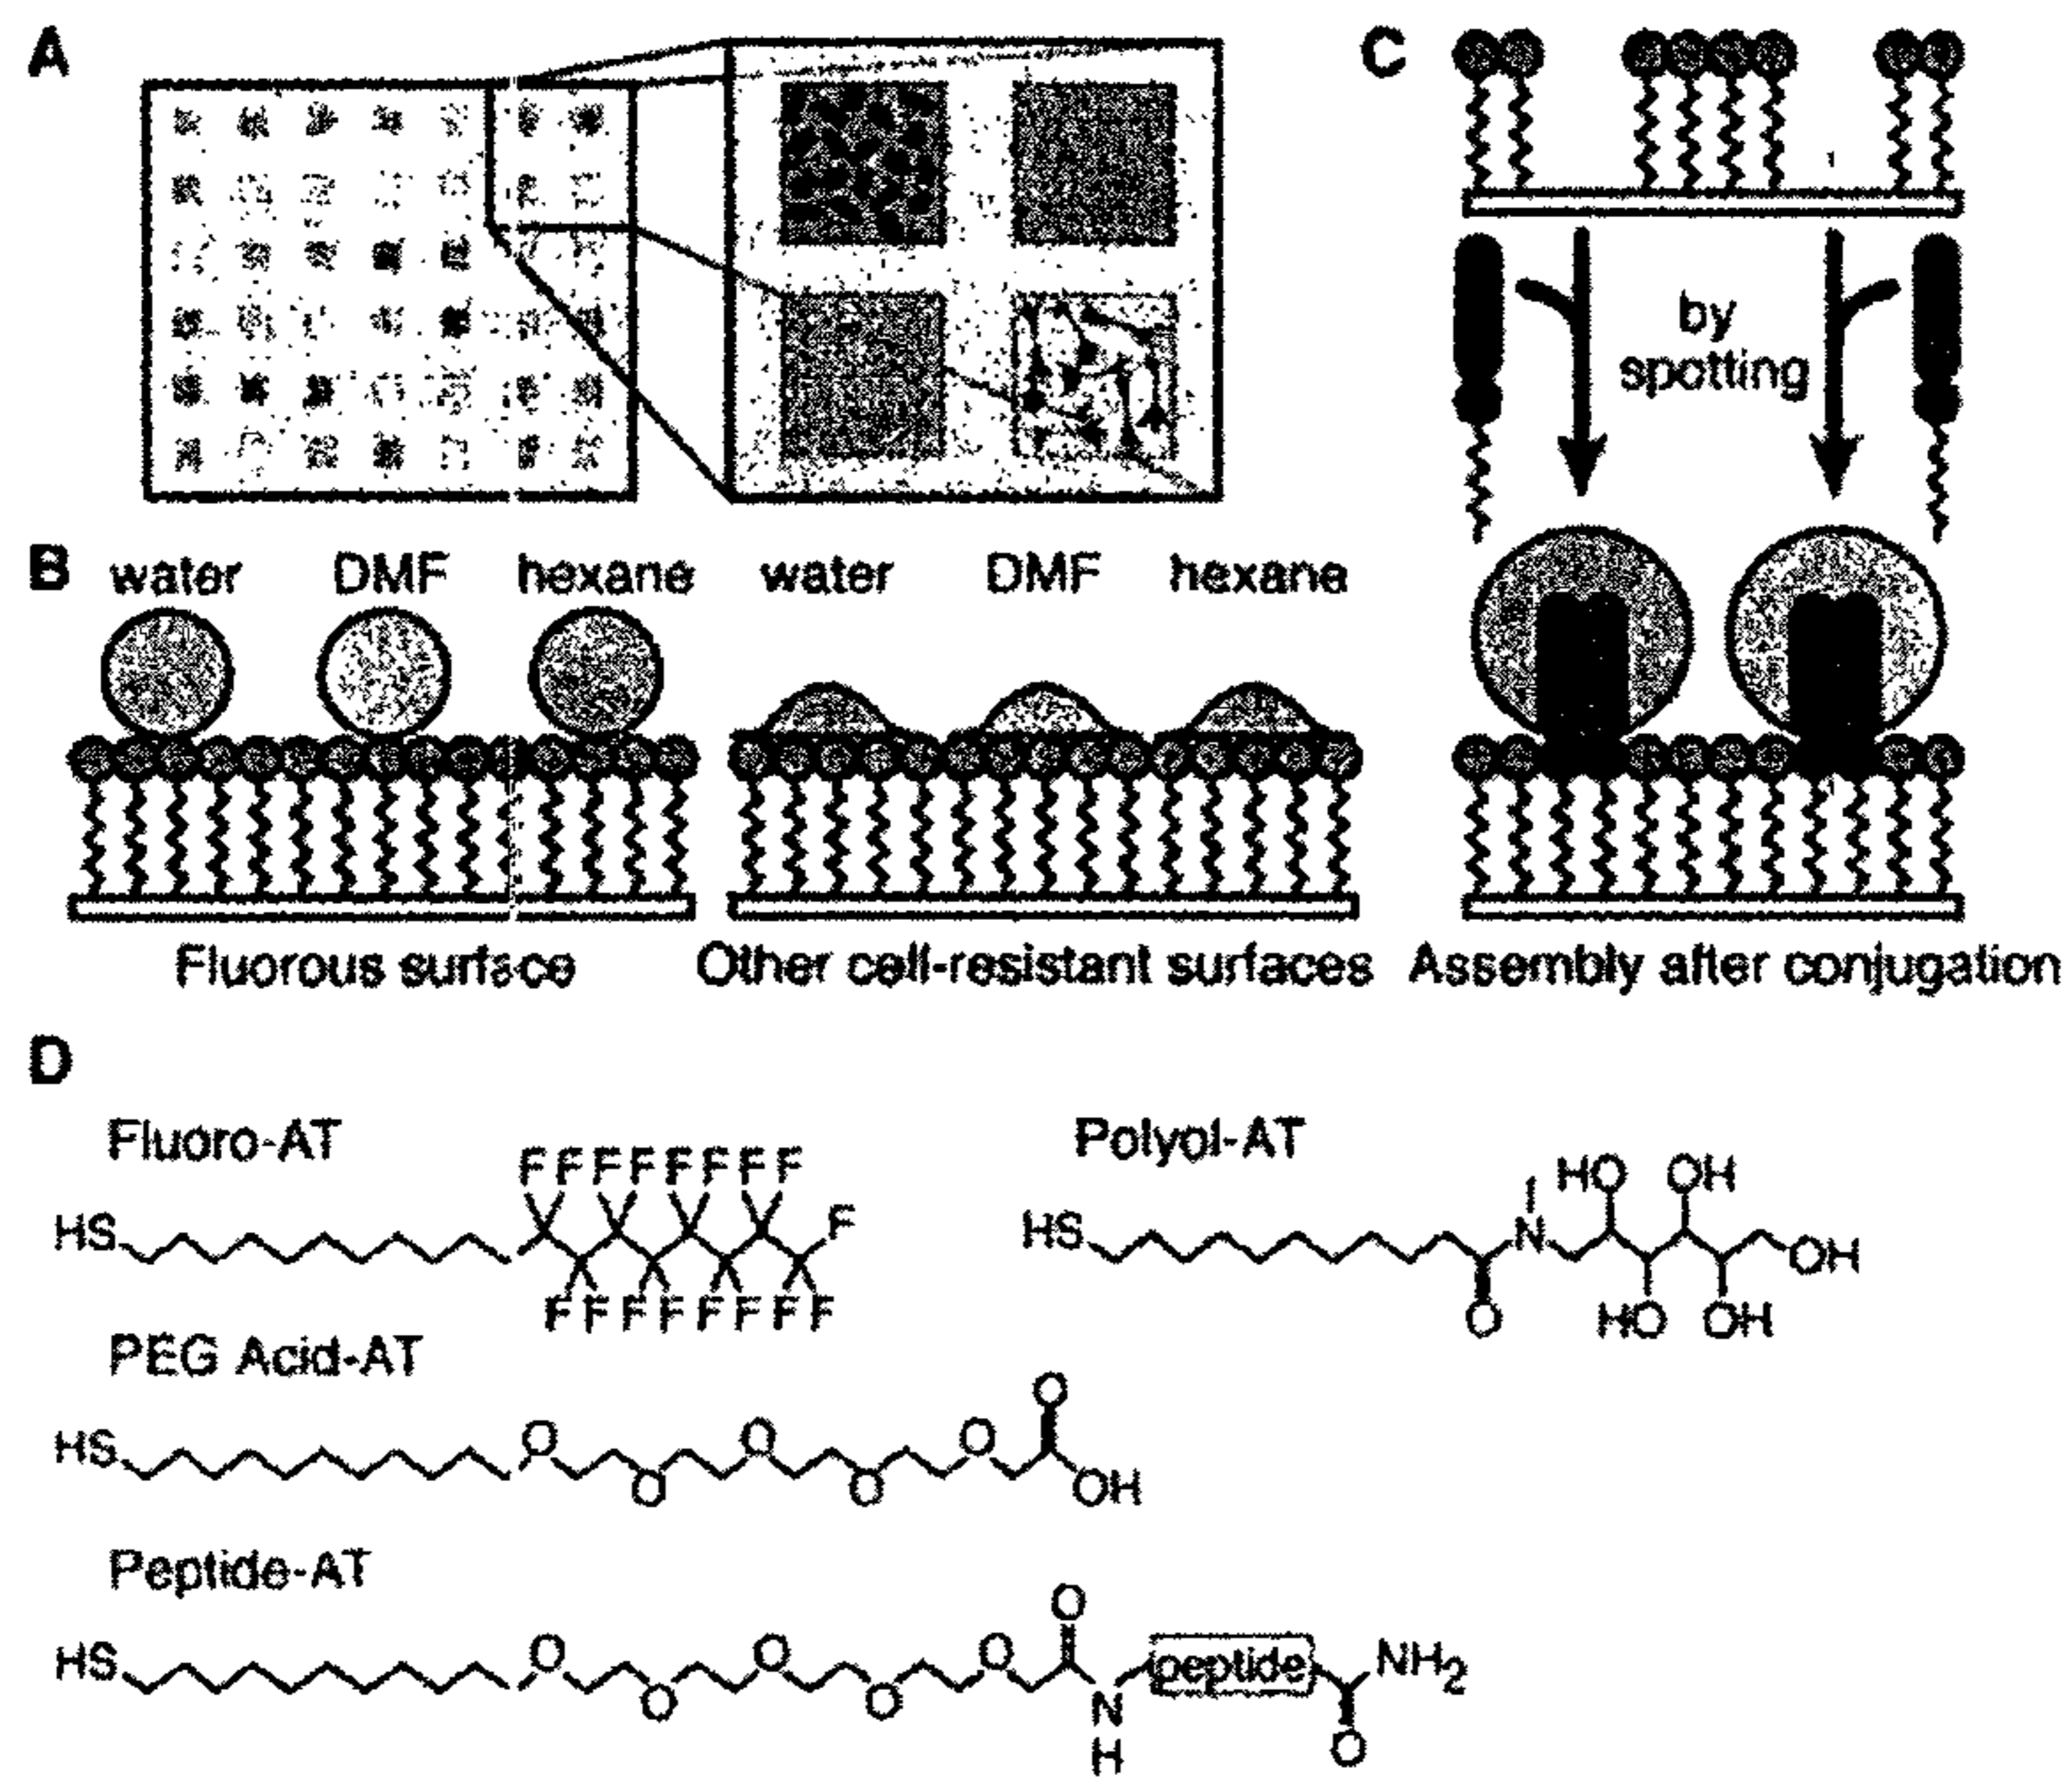 A
C
by
spotting
B water DMF hexane water DMF hexane
Fluorous surface Other cell-resistant surfaces Assembly after conjugation
D
Fluoro-AT Polyol-AT
F F F F F F F F HO OH
HS F HS N OH
F F F F F F F F O HO OH
PEG Acid-AT
O
HS O O O
O O OH
Peptide-AT
O
HS O O O peptide NH2
O O N
H O